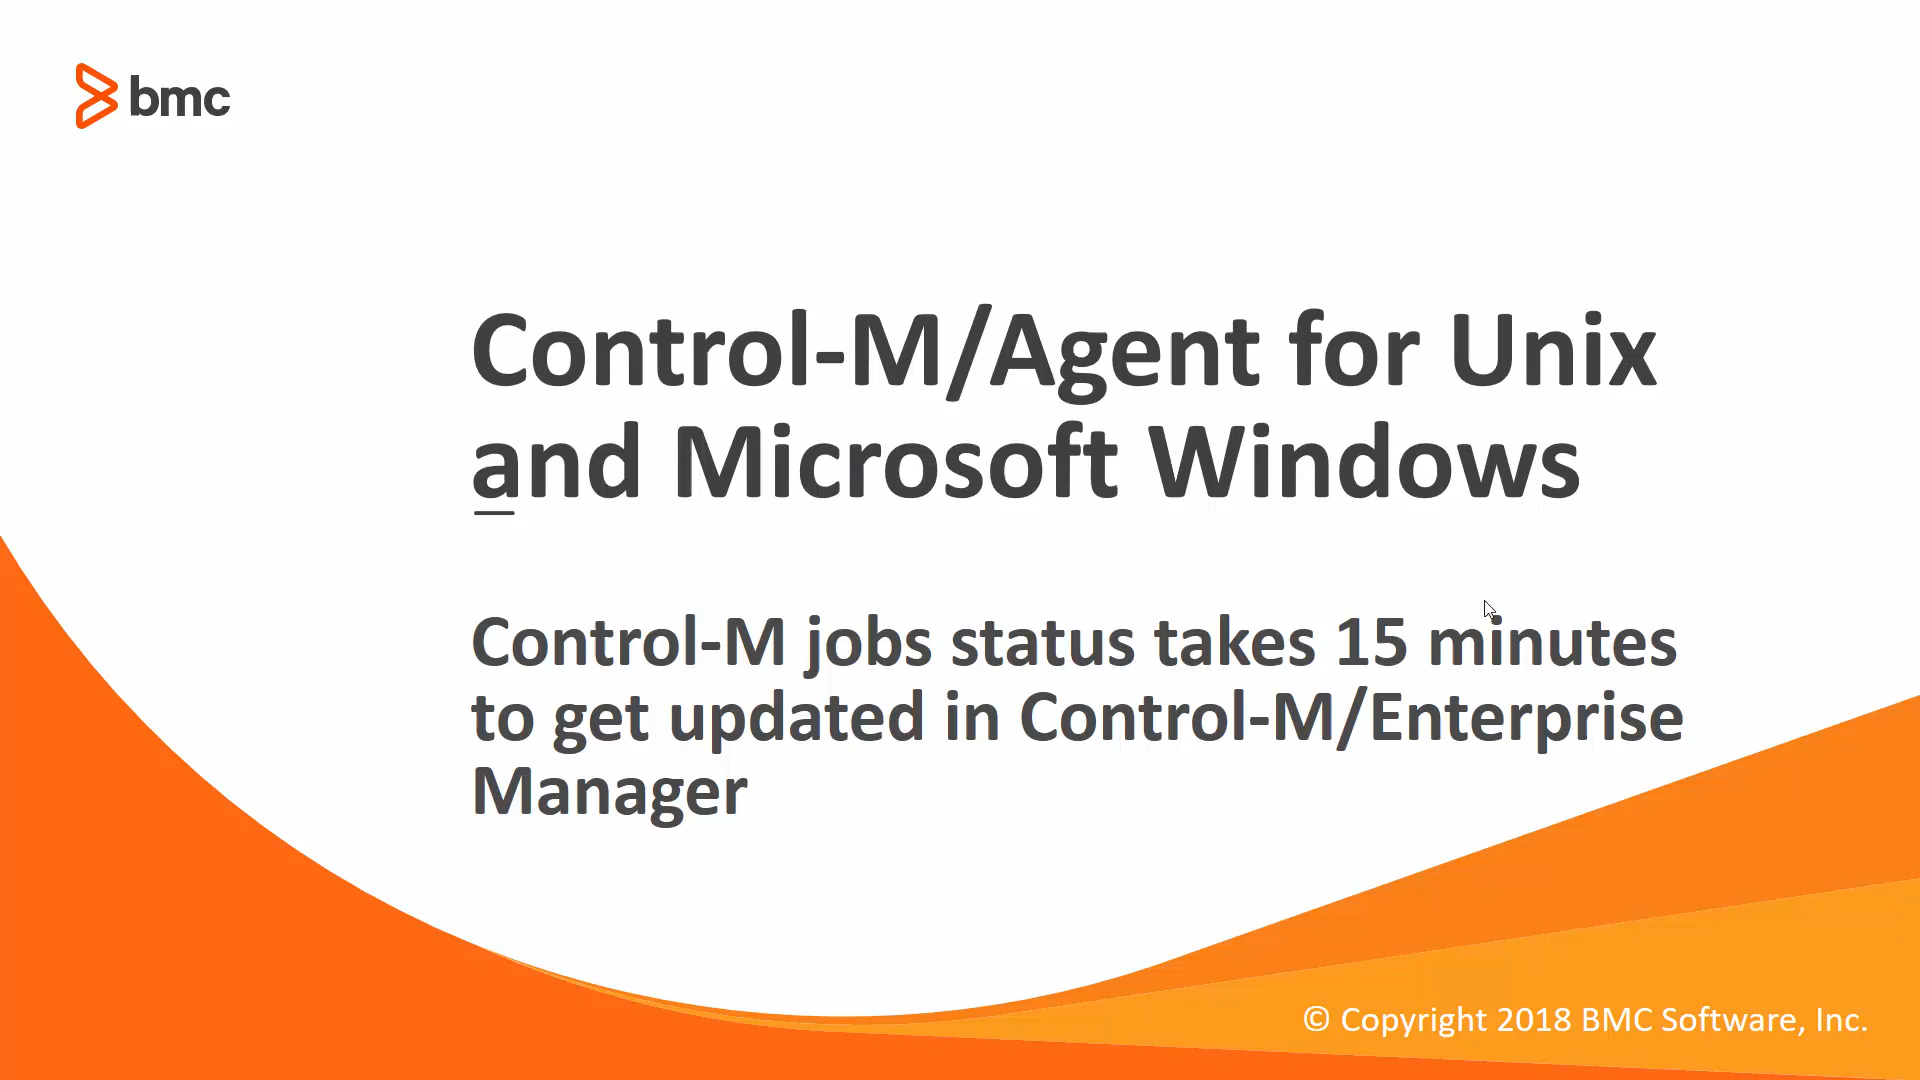 bmc
Control-M/Agent for Unix
and Microsoft Windows
Control-M jobs status takes 15 minutes
to get updated in Control-M/Enterprise
Manager
© Copyright 2018 BMC Software, Inc.